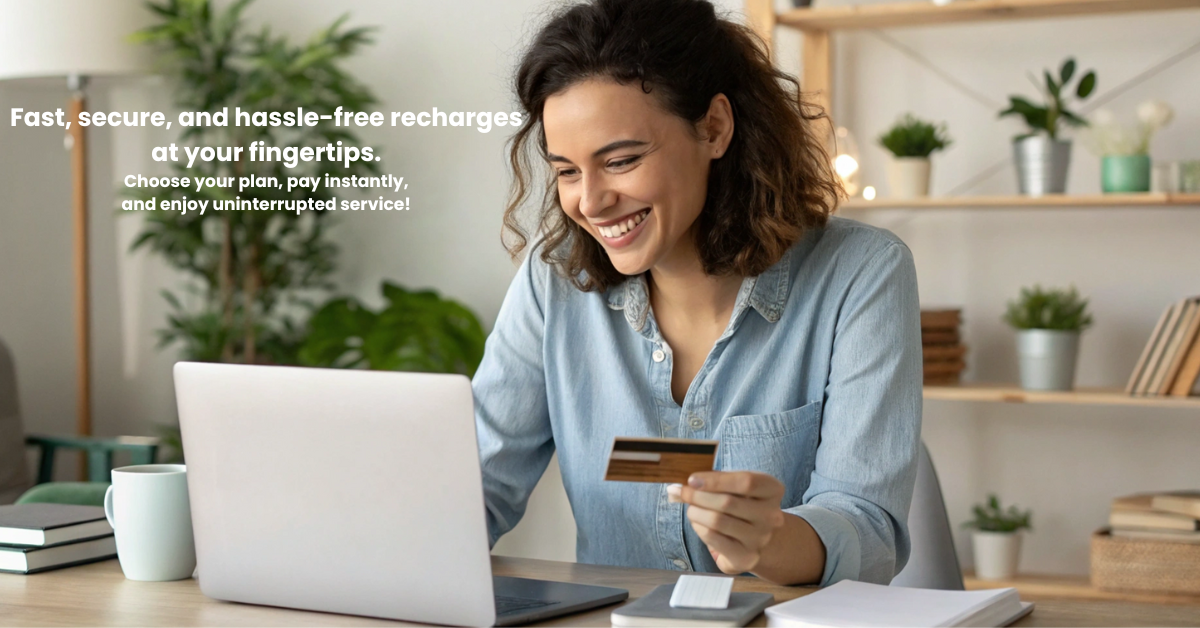 Fast, secure, and hassle-free recharges
at your fingertips.
Choose your plan, pay instantly,
and enjoy uninterrupted service!